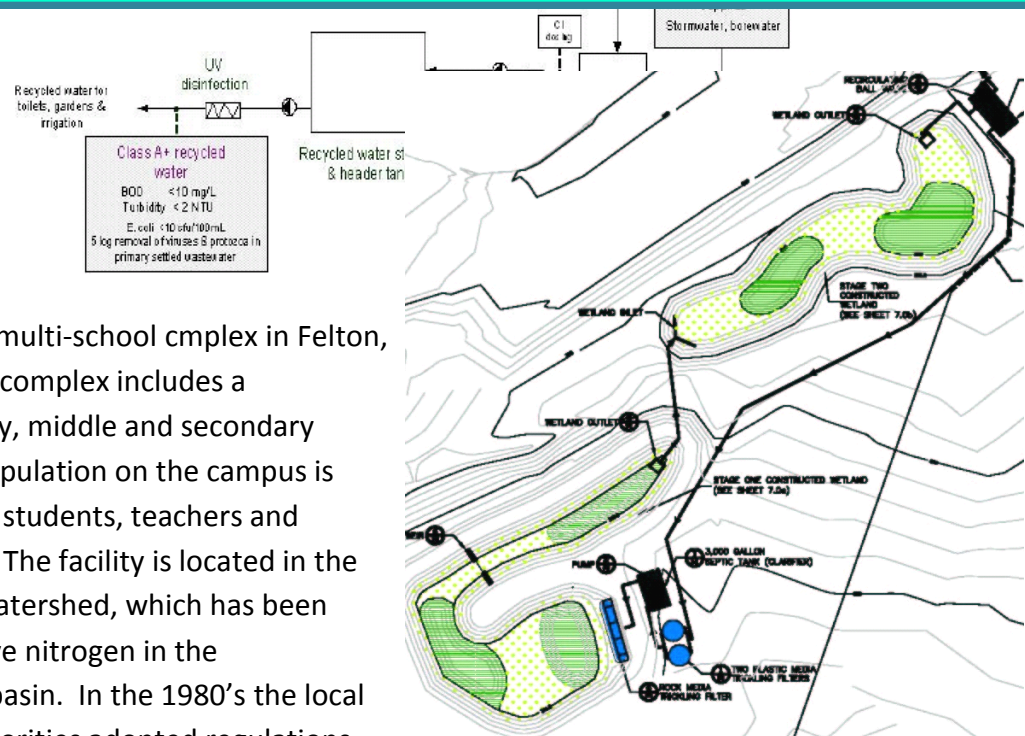 Stormwater, borewater
Cl
dosing
UV
disinfection
Recycled water for
toilets, gardens &
irrigation
Class A+ recycled
water
BOD <10 mg/L
Turbidity < 2 NTU
E. coli <10 cfu/100mL
5 log removal of viruses & protozoa in
primary settled wastewater
Recycled water st
& header tan
BALL
WETLAND OUTLET
STAGE TWO
CONSTRUCTED
WETLAND
(SEE SHEET 7.0b)
WETLAND INLET
WETLAND OUTLET
STAGE ONE CONSTRUCTED WETLAND
(SEE SHEET 7.0a)
WEIR
PUMP
3,000 GALLON
SEPTIC TANK (CLARIFIER)
TWO PLASTIC MEDIA
TRICKLING FILTERS
ROCK MEDIA
TRICKLING FILTER
multi-school cmplex in Felton,
complex includes a
y, middle and secondary
pulation on the campus is
students, teachers and
The facility is located in the
atershed, which has been
e nitrogen in the
basin. In the 1980's the local
orities adopted regulations